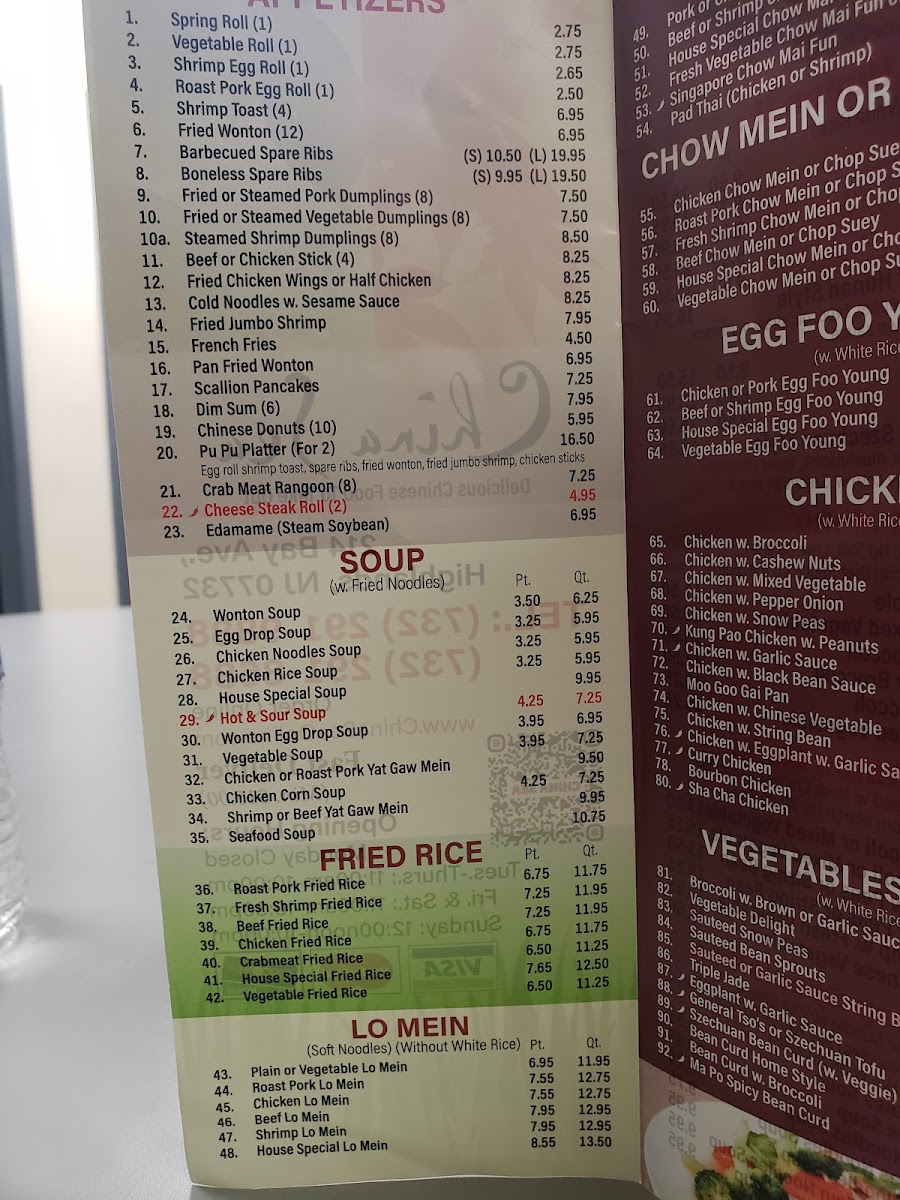 APPETIZERS
1. Spring Roll (1) 2.75
2. Vegetable Roll (1) 2.75
3. Shrimp Egg Roll (1) 2.65
4. Roast Pork Egg Roll (1) 2.50
5. Shrimp Toast (4) 6.95
6. Fried Wonton (12) 6.95
7. Barbecued Spare Ribs (S) 10.50 (L) 19.95
8. Boneless Spare Ribs (S) 9.95 (L) 19.50
9. Fried or Steamed Pork Dumplings (8) 7.50
10. Fried or Steamed Vegetable Dumplings (8) 7.50
10a. Steamed Shrimp Dumplings (8) 8.50
11. Beef or Chicken Stick (4) 8.25
12. Fried Chicken Wings or Half Chicken 8.25
13. Cold Noodles w. Sesame Sauce 8.25
14. Fried Jumbo Shrimp 7.95
15. French Fries 4.50
16. Pan Fried Wonton 6.95
17. Scallion Pancakes 7.25
18. Dim Sum (6) 7.95
19. Chinese Donuts (10) 5.95
20. Pu Pu Platter (For 2) 16.50
Egg roll shrimp toast, spare ribs, fried wonton, fried jumbo shrimp, chicken sticks
21. Crab Meat Rangoon (8) 7.25
22. Cheese Steak Roll (2) 4.95
23. Edamame (Steam Soybean) 6.95
SOUP
(w. Fried Noodles) Pt. Qt.
24. Wonton Soup 3.50 6.25
25. Egg Drop Soup 3.25 5.95
26. Chicken Noodles Soup 3.25 5.95
27. Chicken Rice Soup 3.25 5.95
28. House Special Soup 9.95
29. Hot & Sour Soup 4.25 7.25
30. Wonton Egg Drop Soup 3.95 6.95
31. Vegetable Soup 3.95 7.25
32. Chicken or Roast Pork Yat Gaw Mein 9.50
33. Chicken Corn Soup 4.25 7.25
34. Shrimp or Beef Yat Gaw Mein 9.95
35. Seafood Soup 10.75
FRIED RICE Pt. Qt.
36. Roast Pork Fried Rice 6.75 11.75
37. Fresh Shrimp Fried Rice 7.25 11.95
38. Beef Fried Rice 7.25 11.95
39. Chicken Fried Rice 6.75 11.75
40. Crabmeat Fried Rice 6.50 11.25
41. House Special Fried Rice 7.65 12.50
42. Vegetable Fried Rice 6.50 11.25
LO MEIN
(Soft Noodles) (Without White Rice) Pt. Qt.
43. Plain or Vegetable Lo Mein 6.95 11.95
44. Roast Pork Lo Mein 7.55 12.75
45. Chicken Lo Mein 7.55 12.75
46. Beef Lo Mein 7.95 12.95
47. Shrimp Lo Mein 7.95 12.95
48. House Special Lo Mein 8.55 13.50
49. Pork or
50. Beef or Shrimp
51. House Special Chow Mai
52. Fresh Vegetable Chow Mai Fun
53. Singapore Chow Mai Fun
54. Pad Thai (Chicken or Shrimp)
CHOW MEIN OR
55. Chicken Chow Mein or Chop Sue
56. Roast Pork Chow Mein or Chop S
57. Fresh Shrimp Chow Mein or Chop
58. Beef Chow Mein or Chop Suey
59. House Special Chow Mein or Cho
60. Vegetable Chow Mein or Chop Su
EGG FOO Y
(w. White Rice
61. Chicken or Pork Egg Foo Young
62. Beef or Shrimp Egg Foo Young
63. House Special Egg Foo Young
64. Vegetable Egg Foo Young
CHICK
(w. White Rice
65. Chicken w. Broccoli
66. Chicken w. Cashew Nuts
67. Chicken w. Mixed Vegetable
68. Chicken w. Pepper Onion
69. Chicken w. Snow Peas
70. Kung Pao Chicken w. Peanuts
71. Chicken w. Garlic Sauce
72. Chicken w. Black Bean Sauce
73. Moo Goo Gai Pan
74. Chicken w. Chinese Vegetable
75. Chicken w. String Bean
76. Chicken w. Eggplant w. Garlic Sa
77. Curry Chicken
78. Bourbon Chicken
80. Sha Cha Chicken
VEGETABLES
(w. White Rice
81. Broccoli w. Brown or Garlic Sauc
82. Vegetable Delight
83. Sauteed Snow Peas
84. Sauteed Bean Sprouts
85. Sauteed or Garlic Sauce String B
86. Triple Jade
87. Eggplant w. Garlic Sauce
88. General Tso's or Szechuan Tofu
89. Szechuan Bean Curd (w. Veggie)
90. Bean Curd Home Style
91. Bean Curd w. Broccoli
92. Ma Po Spicy Bean Curd